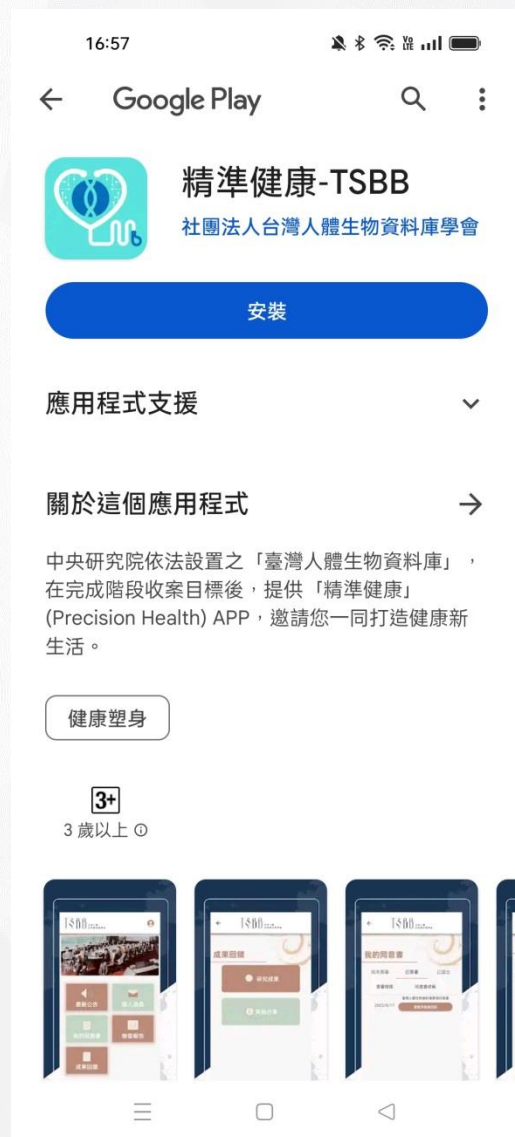 16:57
Google Play
精準健康-TSBB
社團法人台灣人體生物資料庫學會
安裝
應用程式支援
關於這個應用程式
中央研究院依法設置之「臺灣人體生物資料庫」，
在完成階段收案目標後，提供「精準健康」
(Precision Health) APP，邀請您一同打造健康新
生活。
健康塑身
3+
3 歲以上
TSBB
TSBB
成果回饋
研究成果
TSBB
我的同意書